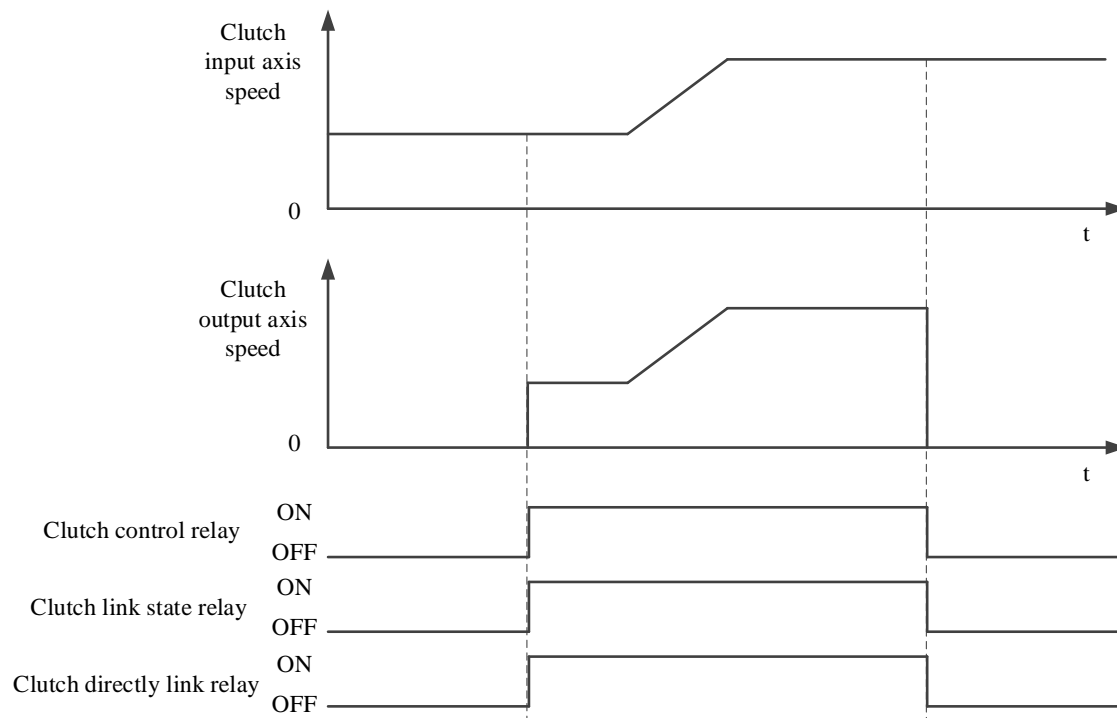 Clutch
input axis
speed
0
t
Clutch
output axis
speed
0
t
ON
Clutch control relay
OFF
ON
Clutch link state relay
OFF
ON
Clutch directly link relay
OFF